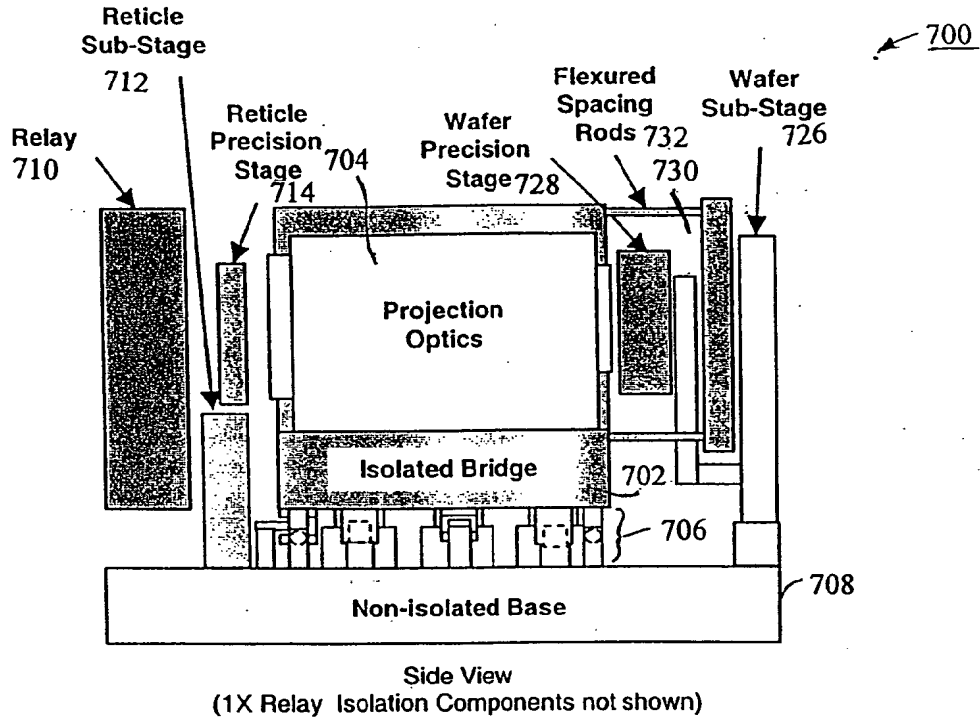 700
Reticle
Sub-Stage
712
Relay
710
Reticle
Precision
Stage
714
704
Wafer
Precision
Stage 728
Flexured
Spacing
Rods 732
730
Wafer
Sub-Stage
726
Projection
Optics
Isolated Bridge
702
706
Non-isolated Base
708
Side View
(1X Relay Isolation Components not shown)